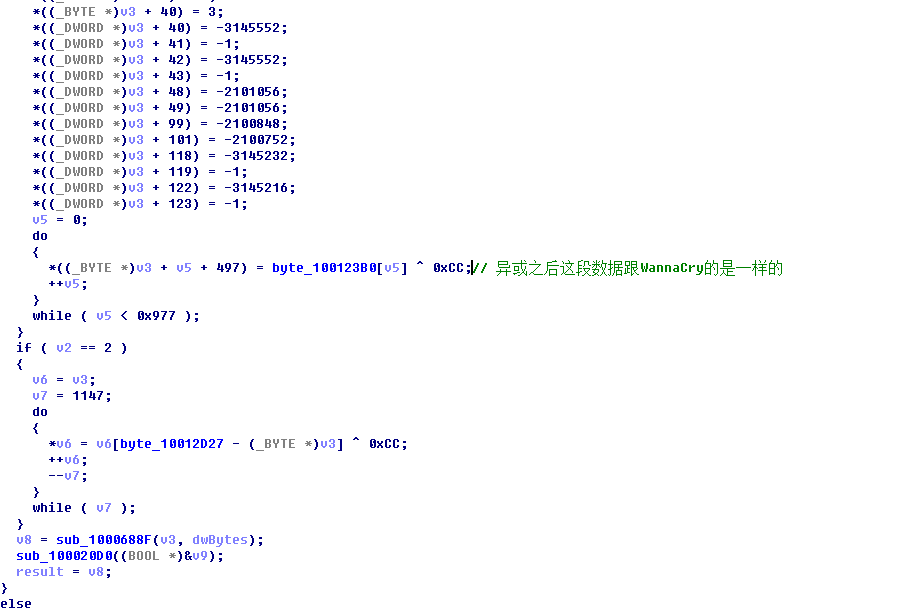 *((_BYTE *)v3 + 40) = 3;
*((_DWORD *)v3 + 40) = -3145552;
*((_DWORD *)v3 + 41) = -1;
*((_DWORD *)v3 + 42) = -3145552;
*((_DWORD *)v3 + 43) = -1;
*((_DWORD *)v3 + 48) = -2101056;
*((_DWORD *)v3 + 49) = -2101056;
*((_DWORD *)v3 + 99) = -2100848;
*((_DWORD *)v3 + 101) = -2100752;
*((_DWORD *)v3 + 118) = -3145232;
*((_DWORD *)v3 + 119) = -1;
*((_DWORD *)v3 + 122) = -3145216;
*((_DWORD *)v3 + 123) = -1;
v5 = 0;
do
{
*((_BYTE *)v3 + v5 + 497) = byte_100123B0[v5] ^ 0xCC;// 异或之后这段数据跟WannaCry的是一样的
++v5;
}
while ( v5 < 0x977 );
}
if ( v2 == 2 )
{
v6 = v3;
v7 = 1147;
do
{
*v6 = v6[byte_10012D27 - (_BYTE *)v3] ^ 0xCC;
++v6;
--v7;
}
while ( v7 );
}
v8 = sub_1000688F(v3, dwBytes);
sub_100020D0((BOOL *)&v9);
result = v8;
}
else